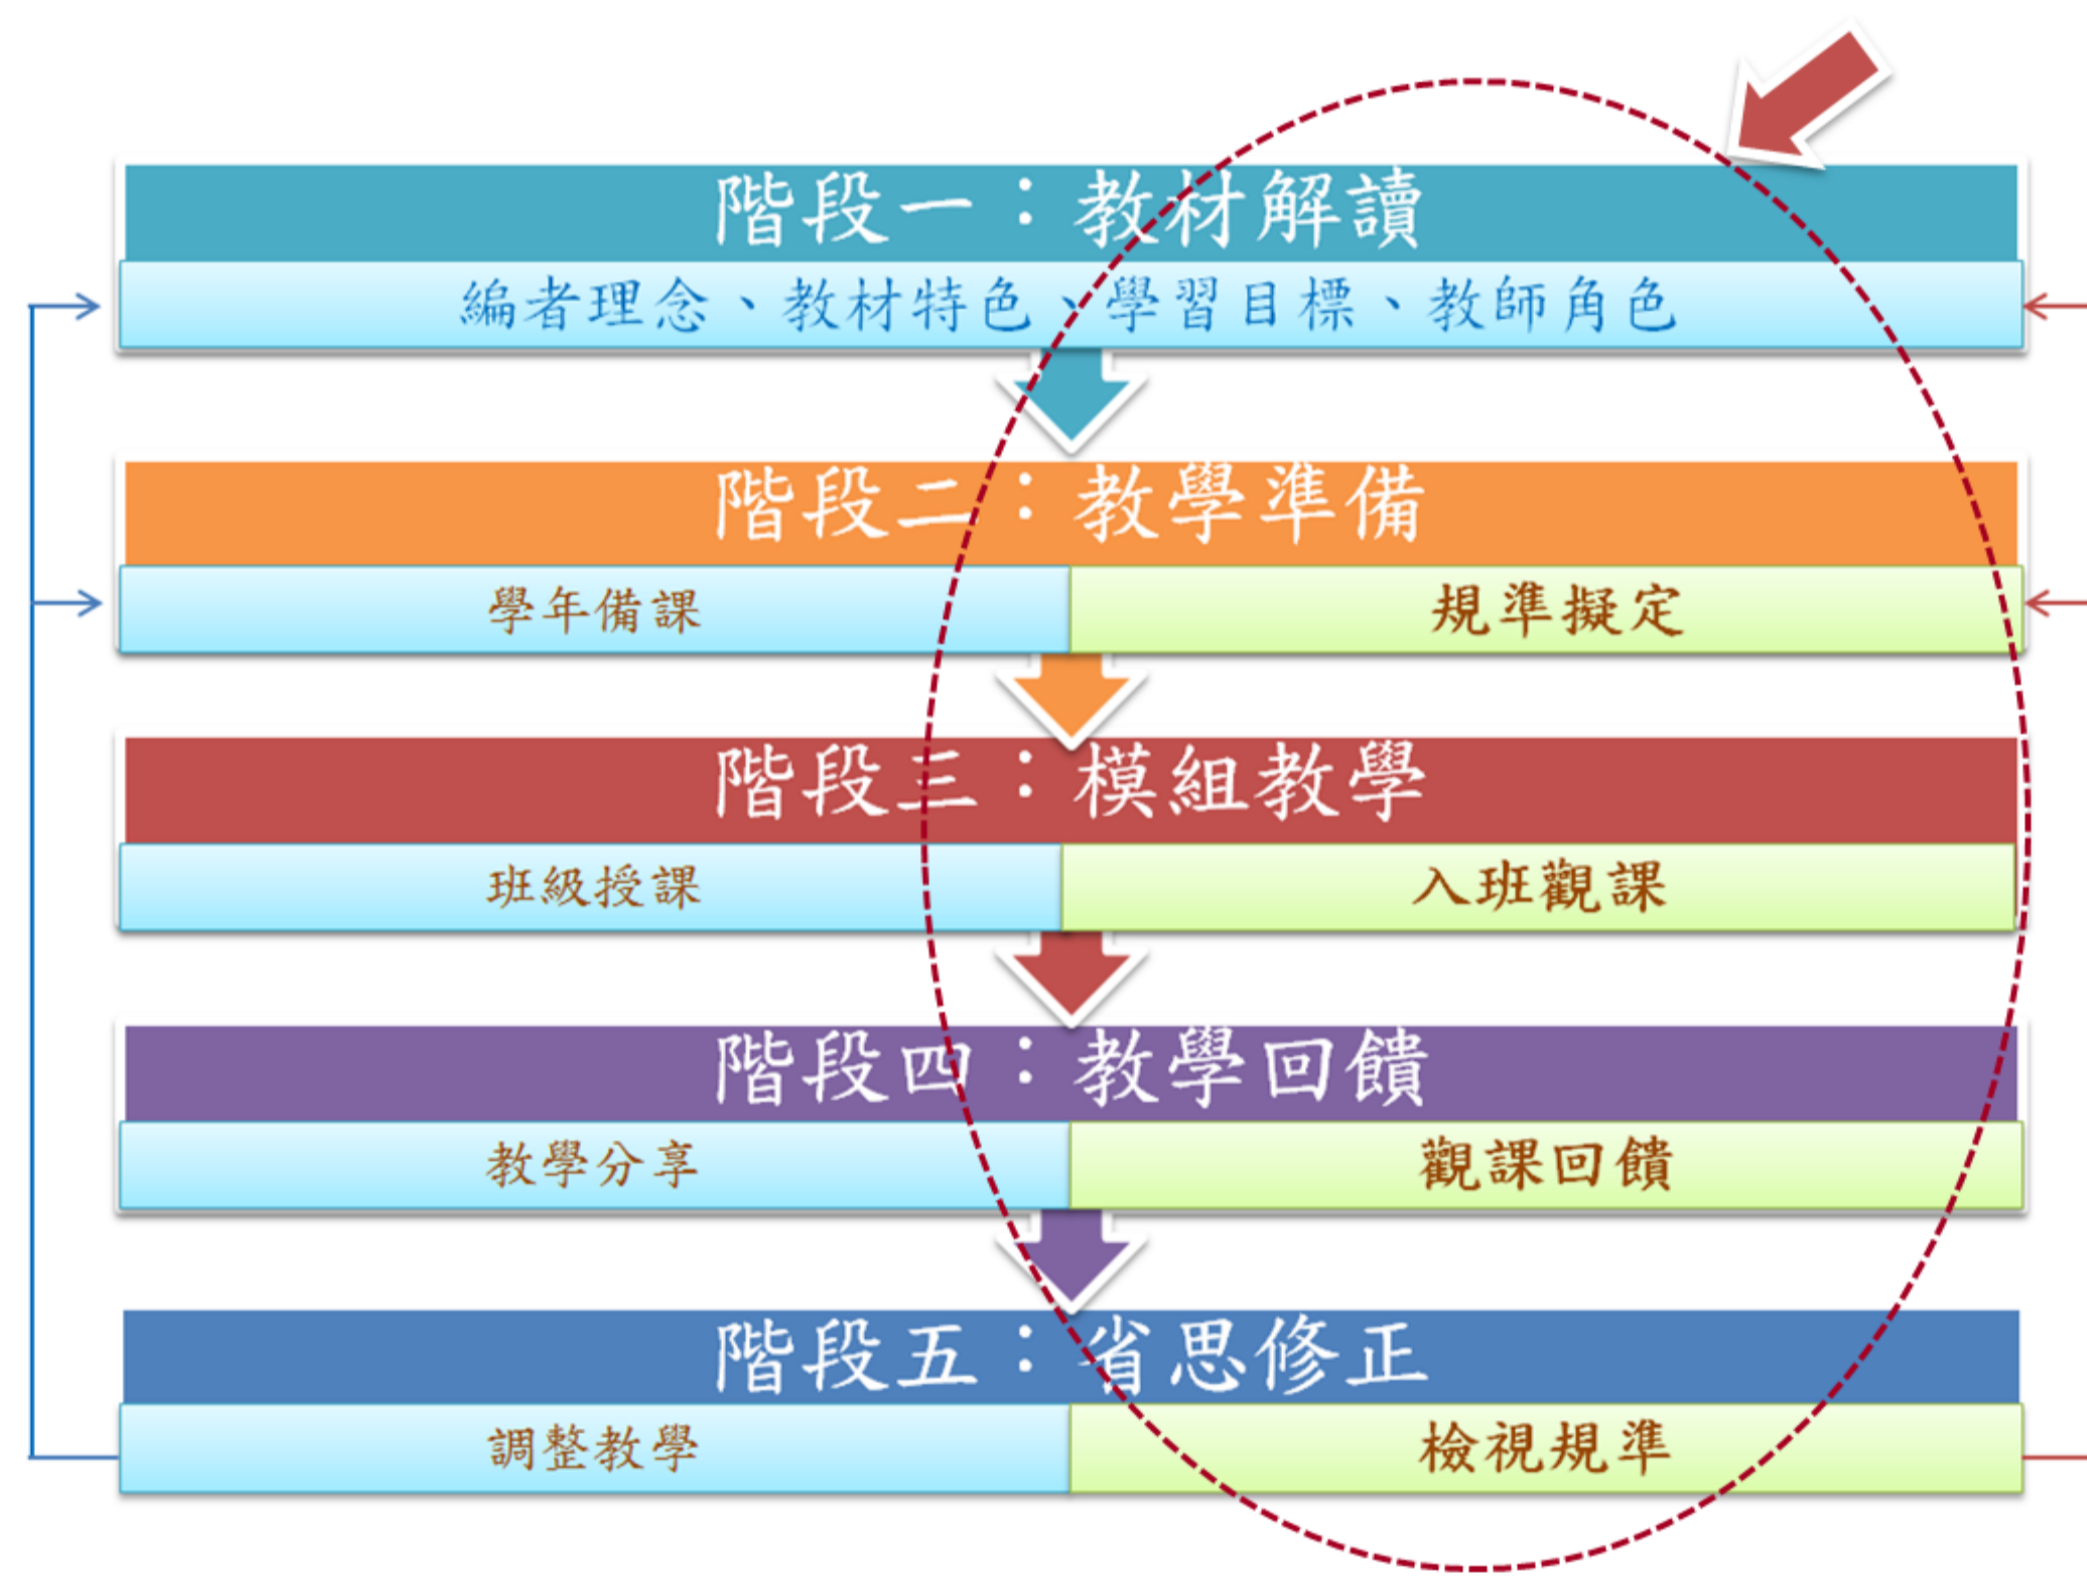 階段一：教材解讀
編者理念、教材特色、學習目標、教師角色
階段二：教學準備
學年備課
規準擬定
階段三：模組教學
班級授課
入班觀課
階段四：教學回饋
教學分享
觀課回饋
階段五：省思修正
調整教學
檢視規準